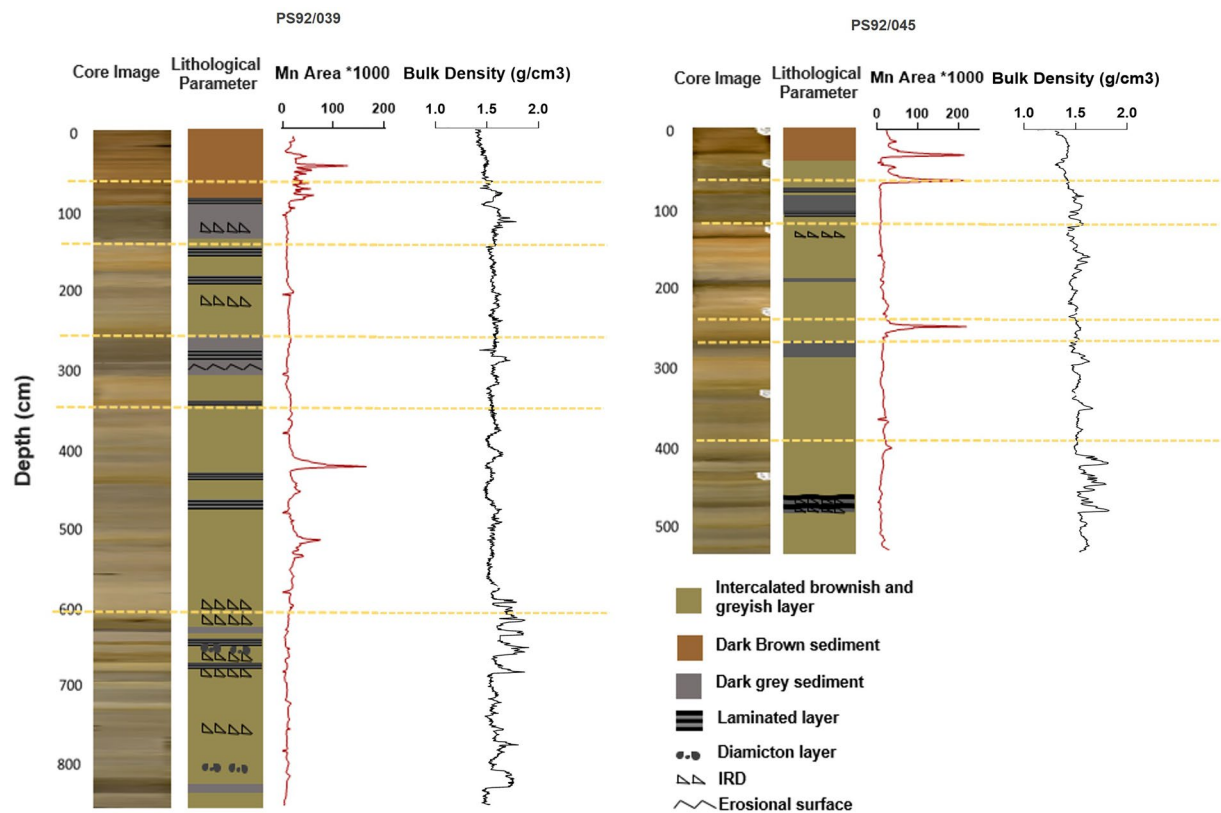 PS92/039
Core Image
Lithological
Parameter
Mn Area *1000
Bulk Density (g/cm3)
0
100
200
1.0
1.5
2.0
Depth (cm)
0
100
200
300
400
500
600
700
800
PS92/045
Core Image
Lithological
Parameter
Mn Area *1000
Bulk Density (g/cm3)
0
100
200
1.0
1.5
2.0
0
100
200
300
400
500
Intercalated brownish and
greyish layer
Dark Brown sediment
Dark grey sediment
Laminated layer
Diamicton layer
IRD
Erosional surface